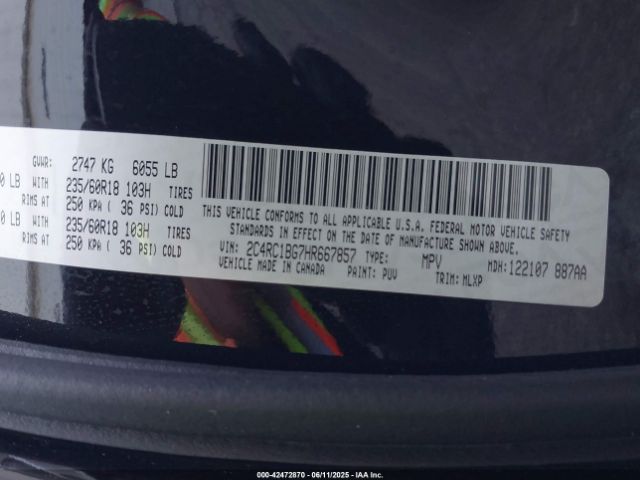 GVWR: 2747 KG 6055 LB
0 LB WITH 235/60R18 103H TIRES
RIMS AT 250 KPA ( 36 PSI) COLD
0 LB WITH 235/60R18 103H TIRES
RIMS AT 250 KPA ( 36 PSI) COLD
THIS VEHICLE CONFORMS TO ALL APPLICABLE U.S.A. FEDERAL MOTOR VEHICLE SAFETY
STANDARDS IN EFFECT ON THE DATE OF MANUFACTURE SHOWN ABOVE.
VIN: 2C4RC1BG7HR667857 TYPE: MPV MDH: 122107 887AA
MADE IN CANADA PAINT: PUV TRIM: MLXP
000-42472870 - 06/11/2025 - IAA Inc.